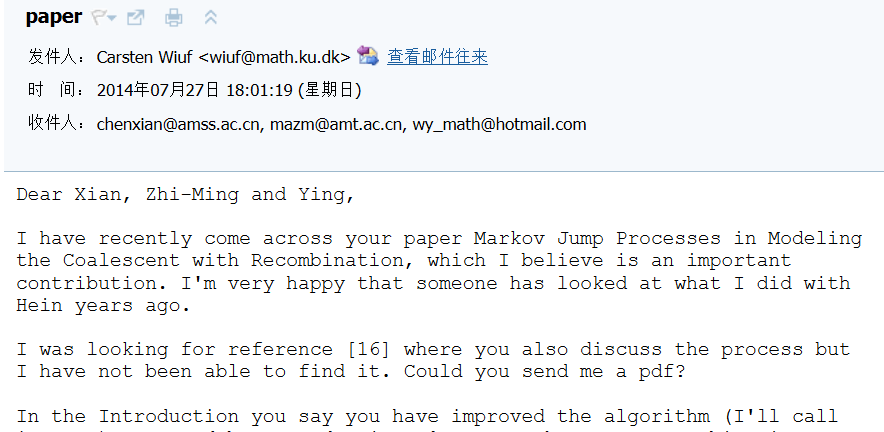 paper
发件人： Carsten Wiuf <wiuf@math.ku.dk> 查看邮件往来
时 间： 2014年07月27日 18:01:19 (星期日)
收件人： chenxian@amss.ac.cn, mazm@amt.ac.cn, wy_math@hotmail.com
Dear Xian, Zhi-Ming and Ying,
I have recently come across your paper Markov Jump Processes in Modeling
the Coalescent with Recombination, which I believe is an important
contribution. I'm very happy that someone has looked at what I did with
Hein years ago.
I was looking for reference [16] where you also discuss the process but
I have not been able to find it. Could you send me a pdf?
In the Introduction you say you have improved the algorithm (I'll call